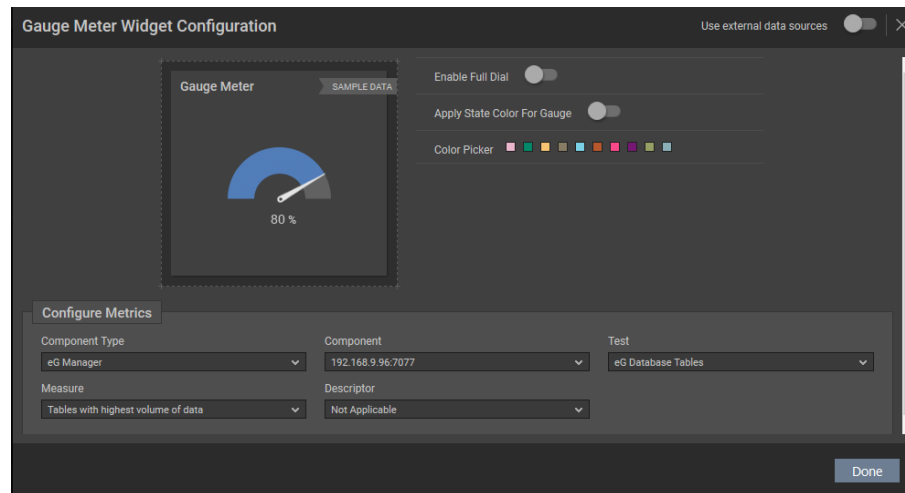 Gauge Meter Widget Configuration
Use external data sources
Gauge Meter
SAMPLE DATA
80 %
Enable Full Dial
Apply State Color For Gauge
Color Picker
Configure Metrics
Component Type
Component
Test
eG Manager
192.168.9.96:7077
eG Database Tables
Measure
Descriptor
Tables with highest volume of data
Not Applicable
Done